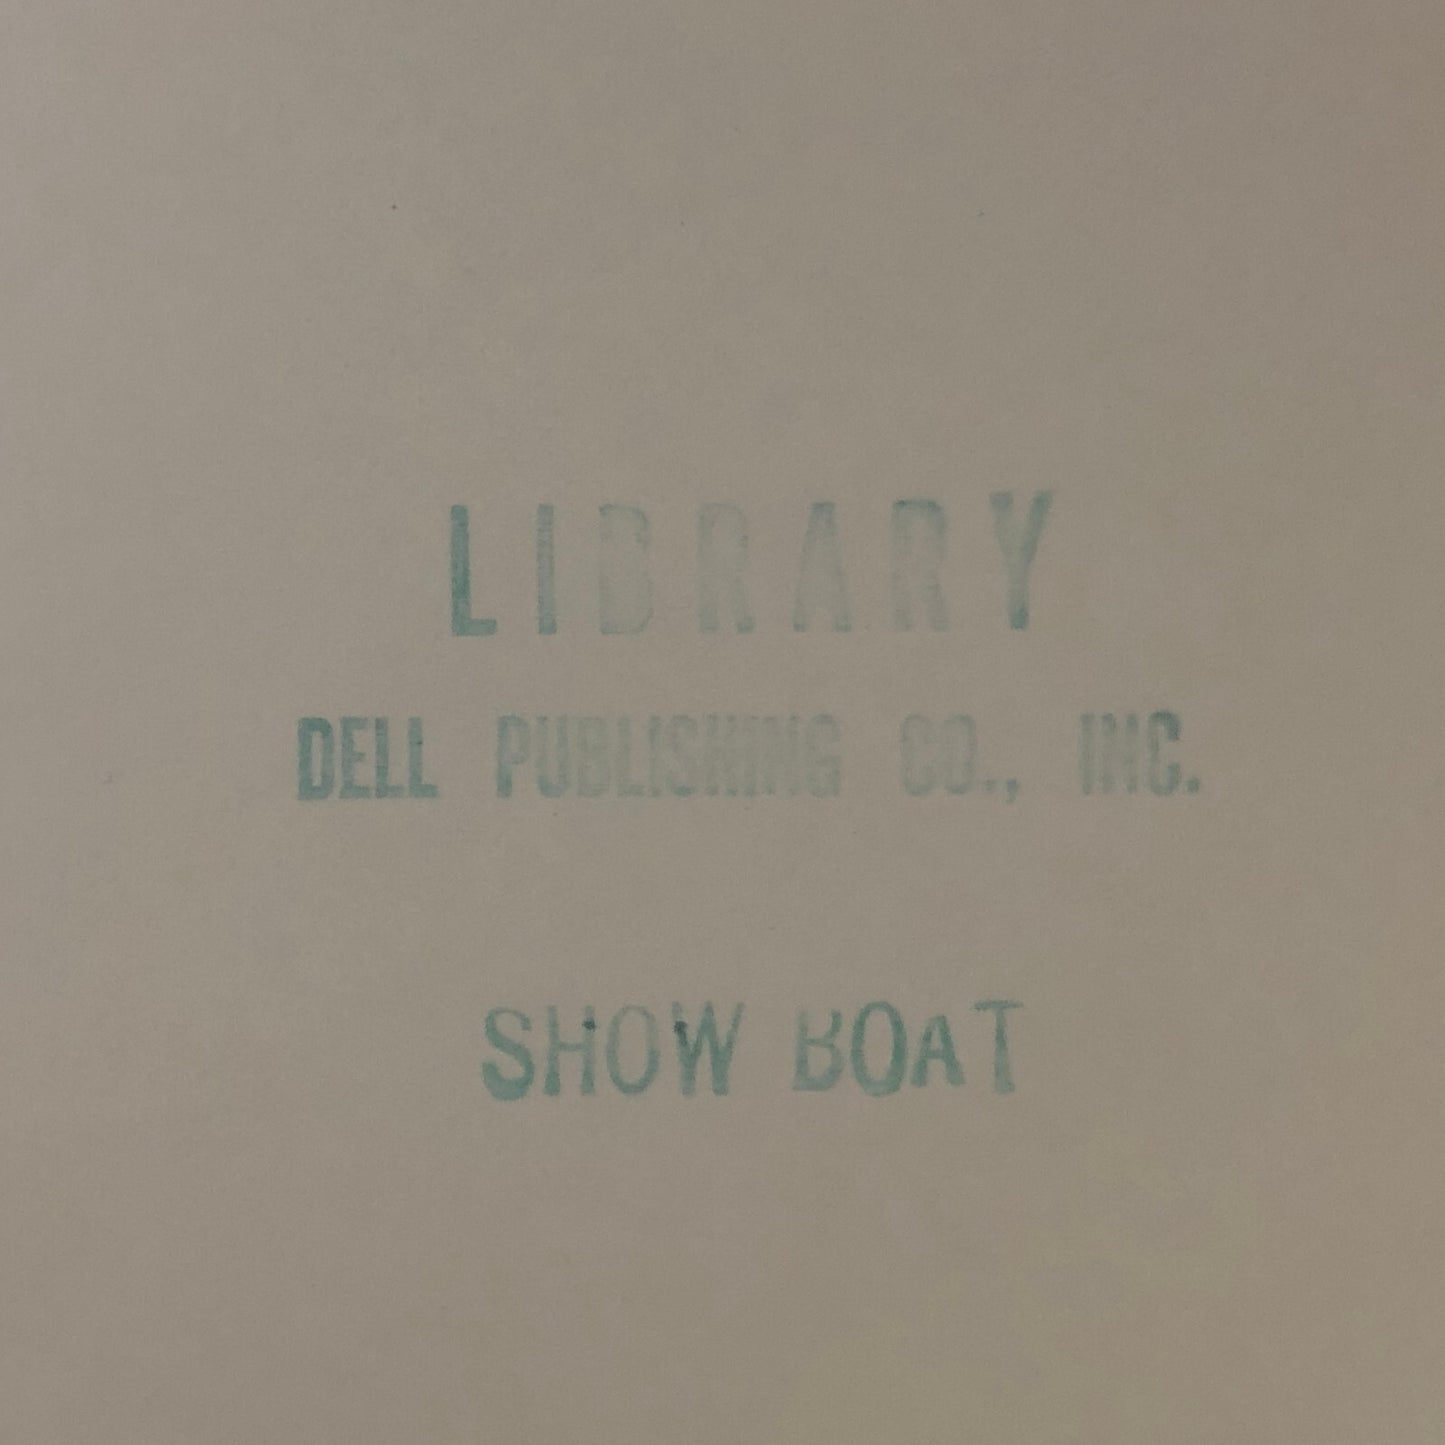 LIBRARY
DELL PUBLISHING CO., INC.
SHOW BOAT